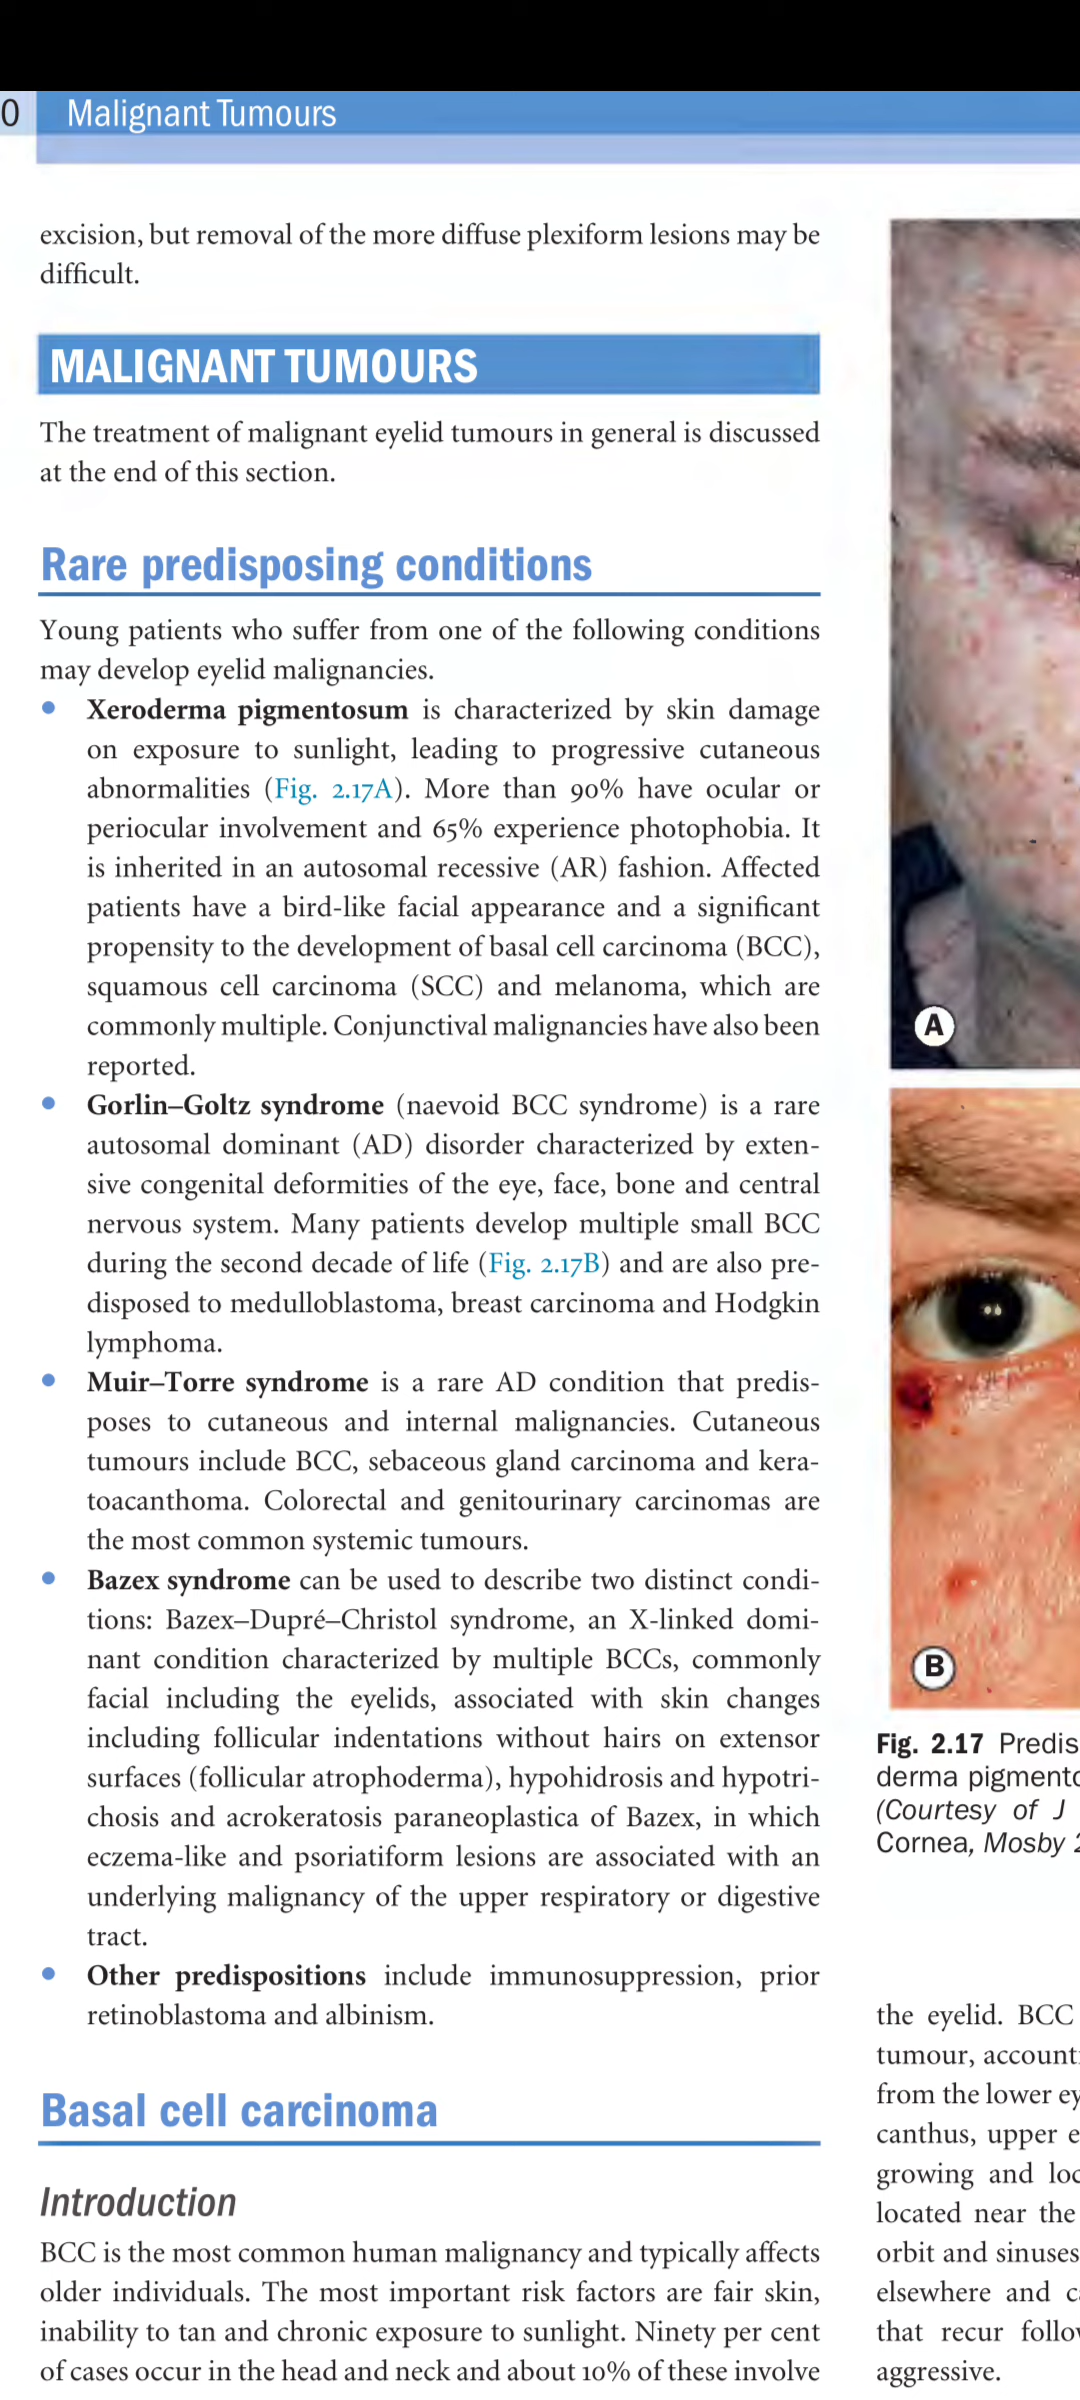 0 Malignant Tumours
excision, but removal of the more diffuse plexiform lesions may be
difficult.
MALIGNANT TUMOURS
The treatment of malignant eyelid tumours in general is discussed
at the end of this section.
Rare predisposing conditions
Young patients who suffer from one of the following conditions
may develop eyelid malignancies.
• Xeroderma pigmentosum is characterized by skin damage
on exposure to sunlight, leading to progressive cutaneous
abnormalities (Fig. 2.17A). More than 90% have ocular or
periocular involvement and 65% experience photophobia. It
is inherited in an autosomal recessive (AR) fashion. Affected
patients have a bird-like facial appearance and a significant
propensity to the development of basal cell carcinoma (BCC),
squamous cell carcinoma (SCC) and melanoma, which are
commonly multiple. Conjunctival malignancies have also been
reported.
• Gorlin–Goltz syndrome (naevoid BCC syndrome) is a rare
autosomal dominant (AD) disorder characterized by exten-
sive congenital deformities of the eye, face, bone and central
nervous system. Many patients develop multiple small BCC
during the second decade of life (Fig. 2.17B) and are also pre-
disposed to medulloblastoma, breast carcinoma and Hodgkin
lymphoma.
• Muir–Torre syndrome is a rare AD condition that predis-
poses to cutaneous and internal malignancies. Cutaneous
tumours include BCC, sebaceous gland carcinoma and kera-
toacanthoma. Colorectal and genitourinary carcinomas are
the most common systemic tumours.
• Bazex syndrome can be used to describe two distinct condi-
tions: Bazex–Dupré–Christol syndrome, an X-linked domi-
nant condition characterized by multiple BCCs, commonly
facial including the eyelids, associated with skin changes
including follicular indentations without hairs on extensor
surfaces (follicular atrophoderma), hypohidrosis and hypotri-
chosis and acrokeratosis paraneoplastica of Bazex, in which
eczema-like and psoriatiform lesions are associated with an
underlying malignancy of the upper respiratory or digestive
tract.
• Other predispositions include immunosuppression, prior
retinoblastoma and albinism.
Basal cell carcinoma
Introduction
BCC is the most common human malignancy and typically affects
older individuals. The most important risk factors are fair skin,
inability to tan and chronic exposure to sunlight. Ninety per cent
of cases occur in the head and neck and about 10% of these involve
A
B
Fig. 2.17 Predis
derma pigmento
(Courtesy of J
Cornea, Mosby
the eyelid. BCC
tumour, account
from the lower ey
canthus, upper e
growing and loc
located near the
orbit and sinuses
elsewhere and c
that recur follow
aggressive.